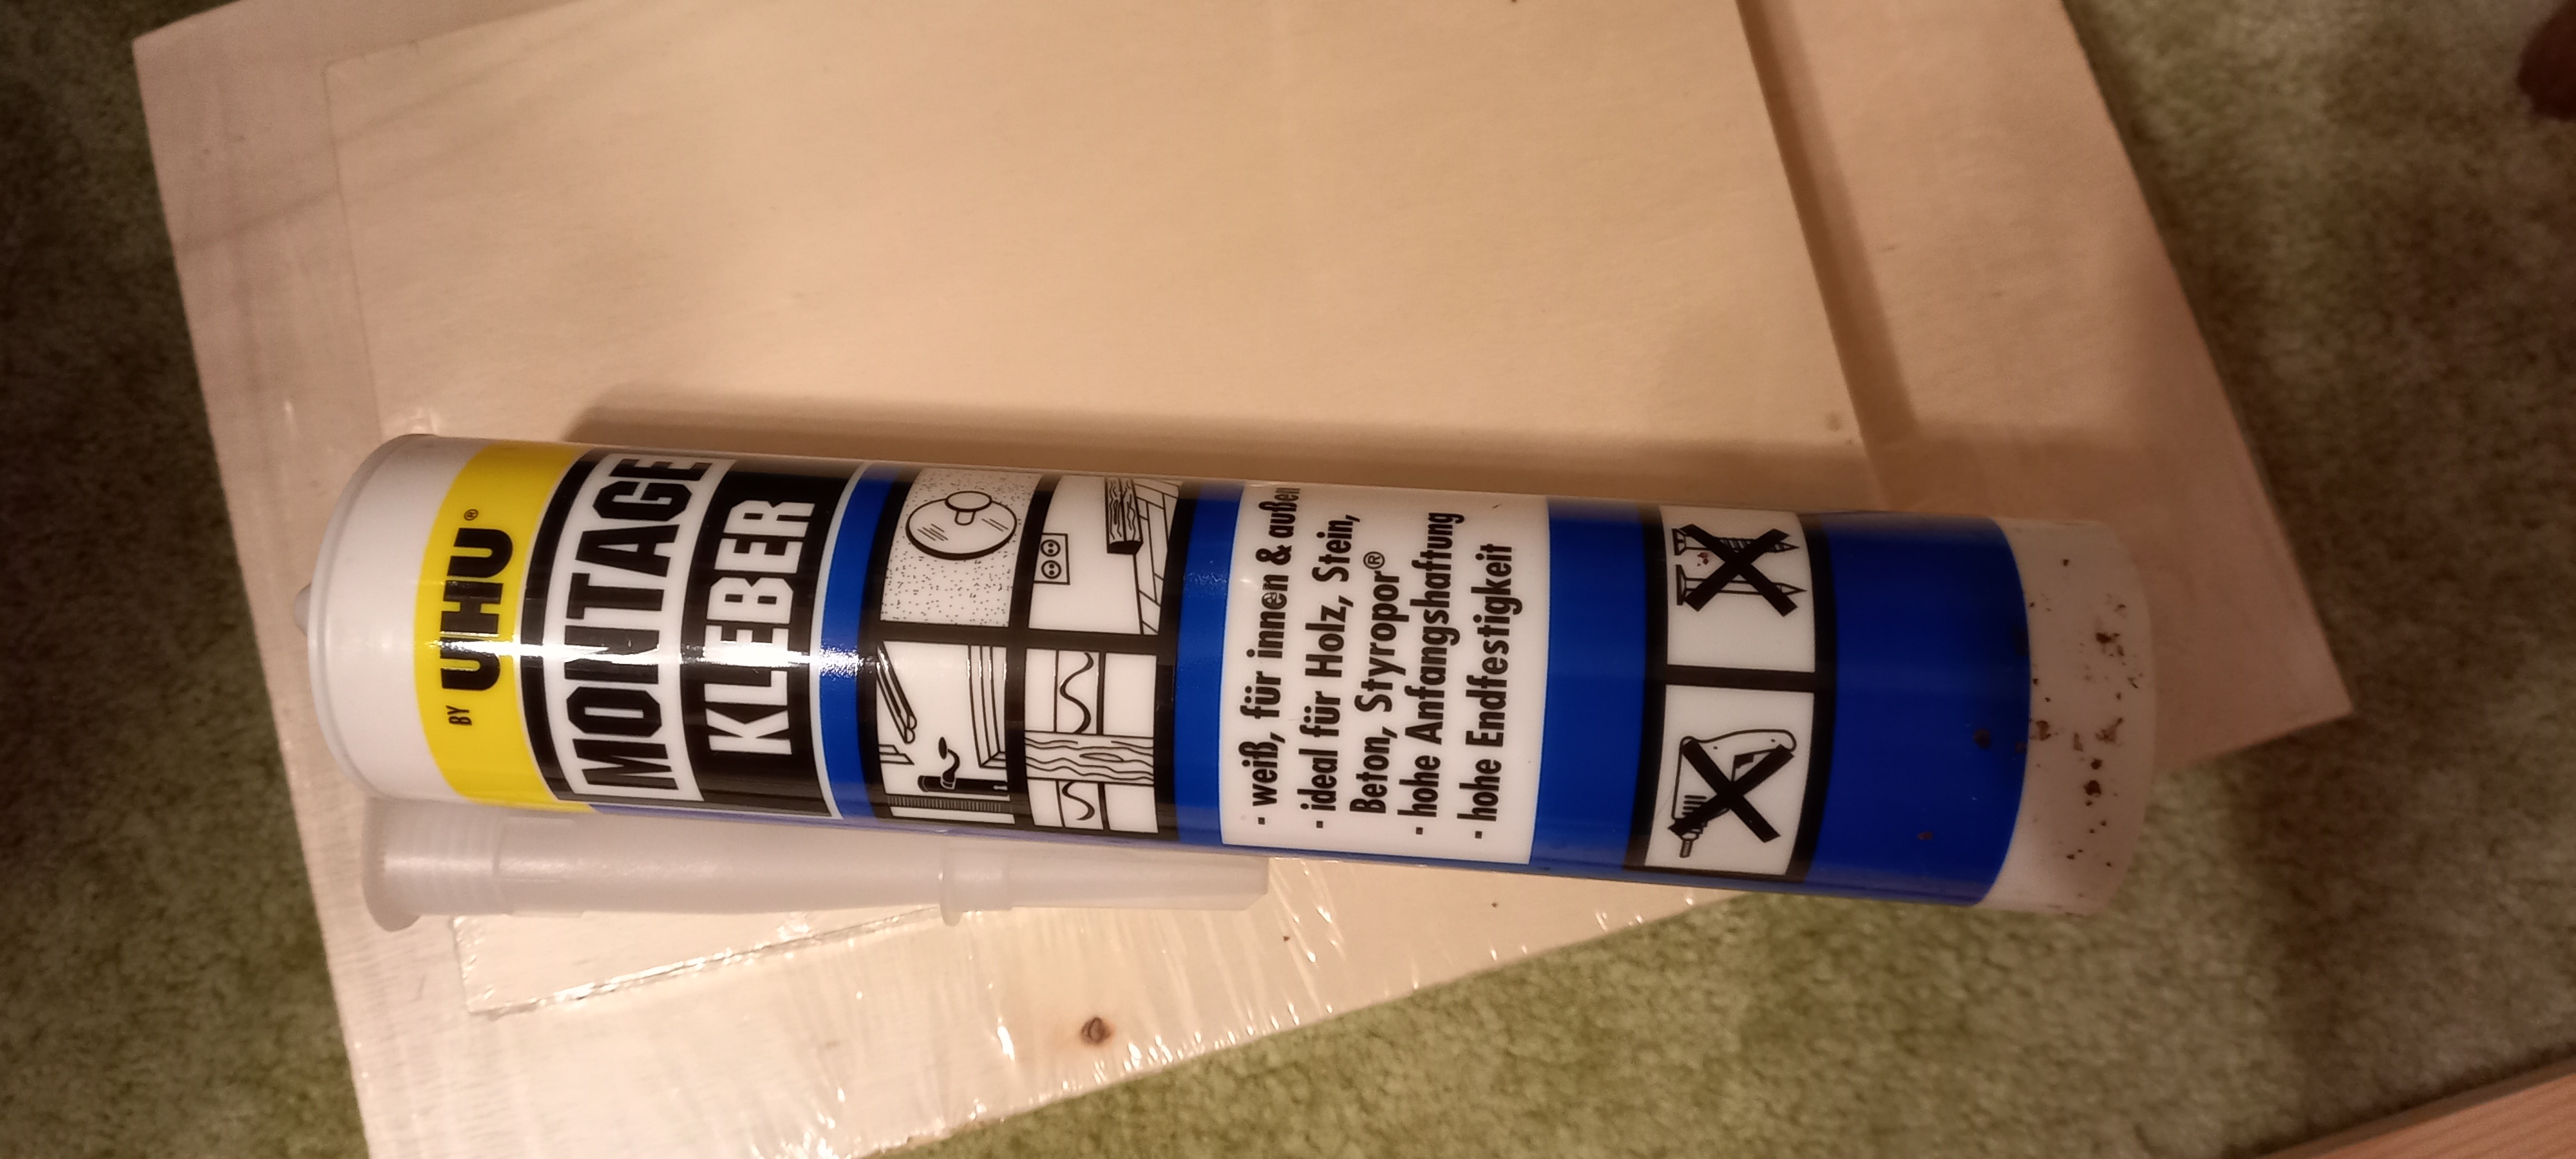 BY UHU®
MONTAGE
KLEBER
- weiß, für innen & außen
- ideal für Holz, Stein,
Beton, Styropor®
- hohe Anfangshaftung
- hohe Endfestigkeit